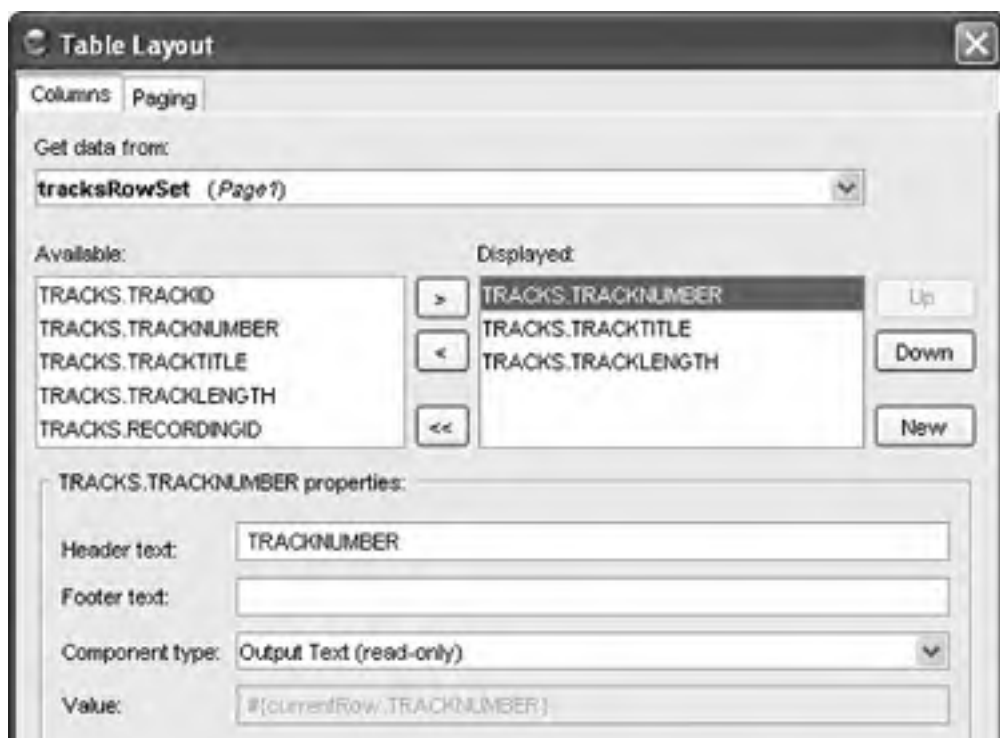 Table Layout
Columns Paging
Get data from:
tracksRowSet (Page1)
Available:
Displayed:
TRACKS.TRACKID
TRACKS.TRACKNUMBER
TRACKS.TRACKTITLE
TRACKS.TRACKLENGTH
TRACKS.RECORDINGID
>
<
<<
TRACKS.TRACKNUMBER
TRACKS.TRACKTITLE
TRACKS.TRACKLENGTH
Up
Down
New
TRACKS.TRACKNUMBER properties:
Header text: TRACKNUMBER
Footer text:
Component type: Output Text (read-only)
Value: #{currentRow.TRACKNUMBER}